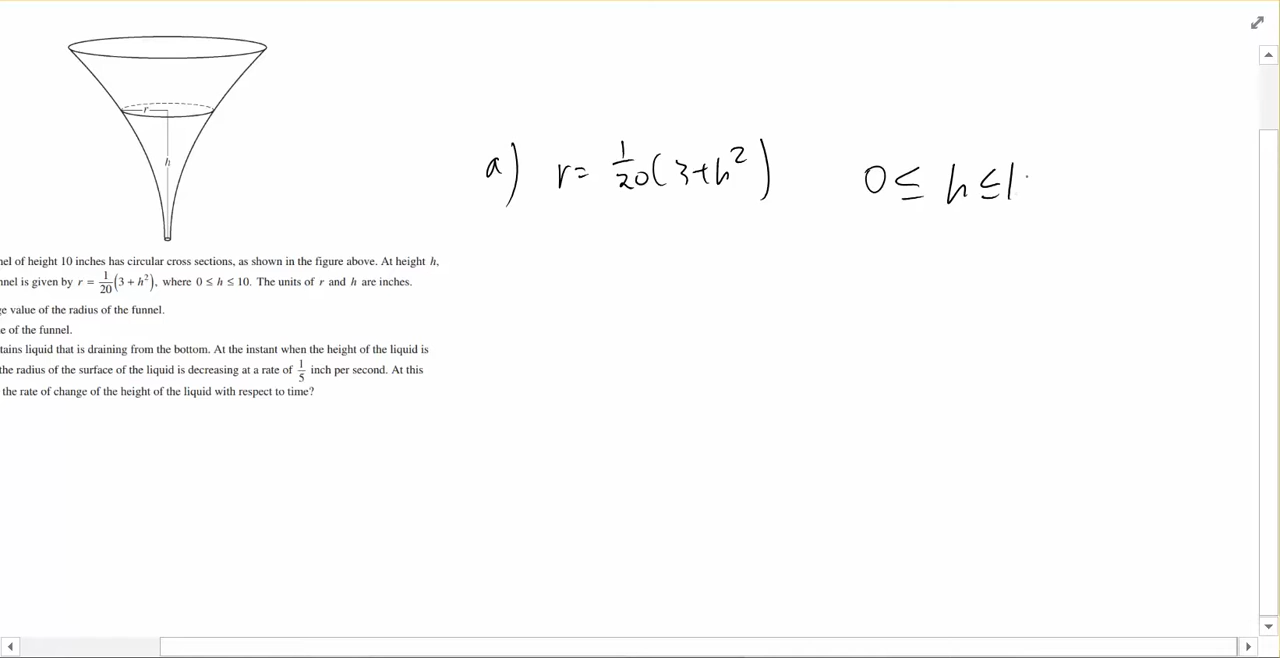 r
h
a) r = 1/20 (3+h²) 0 ≤ h ≤ 1
nel of height 10 inches has circular cross sections, as shown in the figure above. At height h,
nnel is given by r = 1/20 (3 + h²), where 0 ≤ h ≤ 10. The units of r and h are inches.
ge value of the radius of the funnel.
e of the funnel.
tains liquid that is draining from the bottom. At the instant when the height of the liquid is
the radius of the surface of the liquid is decreasing at a rate of 1/5 inch per second. At this
the rate of change of the height of the liquid with respect to time?